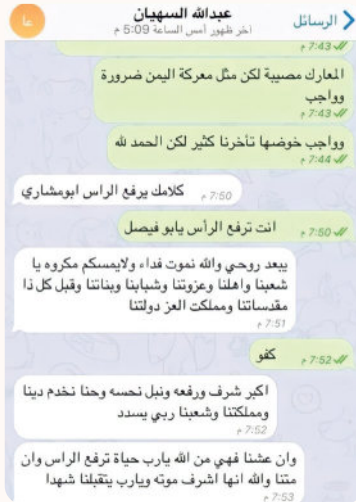 الرسائل
عبدالله السهيان
اخر ظهور امس الساعة 5:09 م
عا
7:43 م
المعارك مصيبة لكن مثل معركة اليمن ضرورة
وواجب
7:43 م
وواجب خوضها تأخرنا كثير لكن الحمد لله
7:44 م
كلامك يرفع الراس ابومشاري
7:50 م
انت ترفع الرأس يابو فيصل
7:50 م
يبعد روحي والله نموت فداء ولايمسكم مكروه يا
شعبنا واهلنا وعزوتنا وشبابنا وبناتنا وقبل كل ذا
مقدساتنا ومملكت العز دولتنا
7:51 م
كفو
7:52 م
اكبر شرف ورفعه ونبل نحسه وحنا نخدم دينا
ومملكتنا وشعبنا ربي يسدد
7:52 م
وان عشنا فهي من الله يارب حياة ترفع الراس وان
متنا والله انها اشرف موته ويارب يتقبلنا شهدا
7:53 م